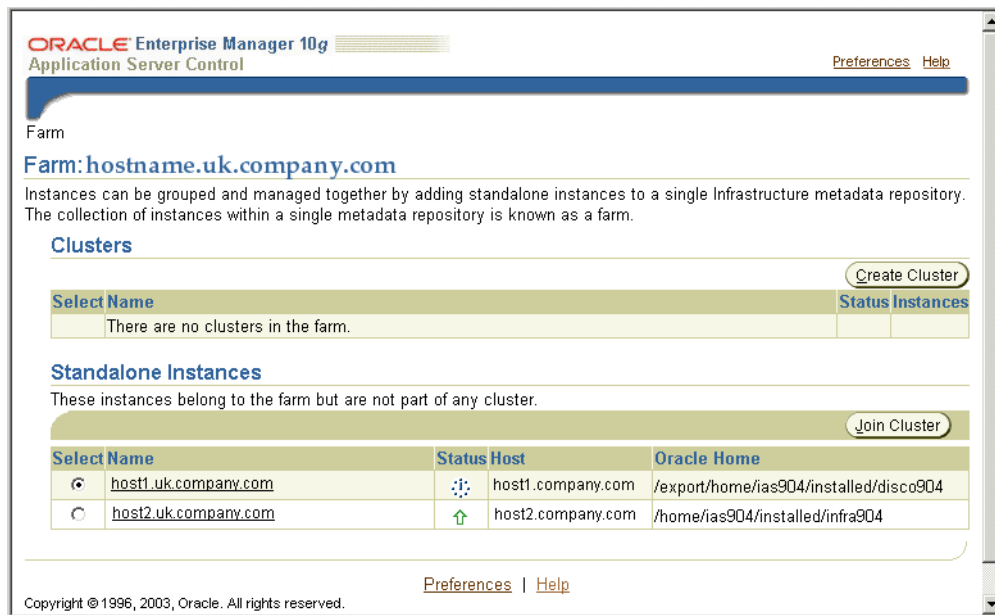 ORACLE Enterprise Manager 10g
Application Server Control
Preferences Help
Farm
Farm: hostname.uk.company.com
Instances can be grouped and managed together by adding standalone instances to a single Infrastructure metadata repository.
The collection of instances within a single metadata repository is known as a farm.
Clusters
Create Cluster
Select Name Status Instances
There are no clusters in the farm.
Standalone Instances
These instances belong to the farm but are not part of any cluster.
Join Cluster
Select Name Status Host Oracle Home
host1.uk.company.com host1.company.com /export/home/ias904/installed/disco904
host2.uk.company.com host2.company.com /home/ias904/installed/infra904
Preferences | Help
Copyright © 1996, 2003, Oracle. All rights reserved.